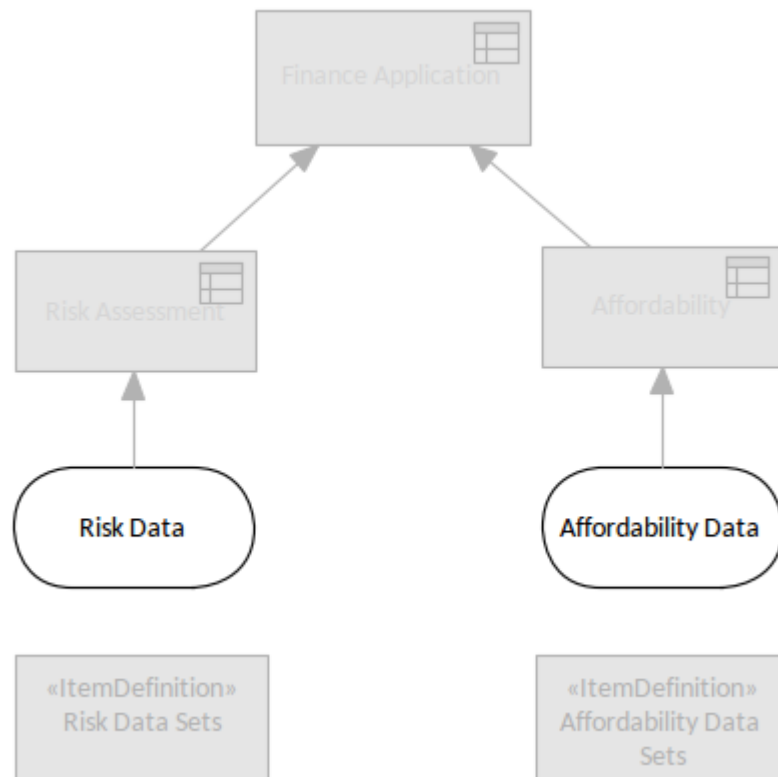 Finance Application
Risk Assessment
Affordability
Risk Data
Affordability Data
«ItemDefinition»
Risk Data Sets
«ItemDefinition»
Affordability Data
Sets